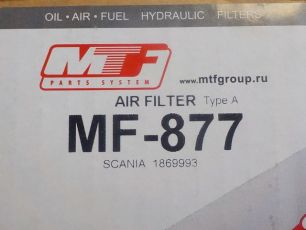 OIL · AIR · FUEL HYDRAULIC FILTERS
MTF
PARTS SYSTEM
www.mtfgroup.ru
AIR FILTER Type A
MF-877
SCANIA 1869993